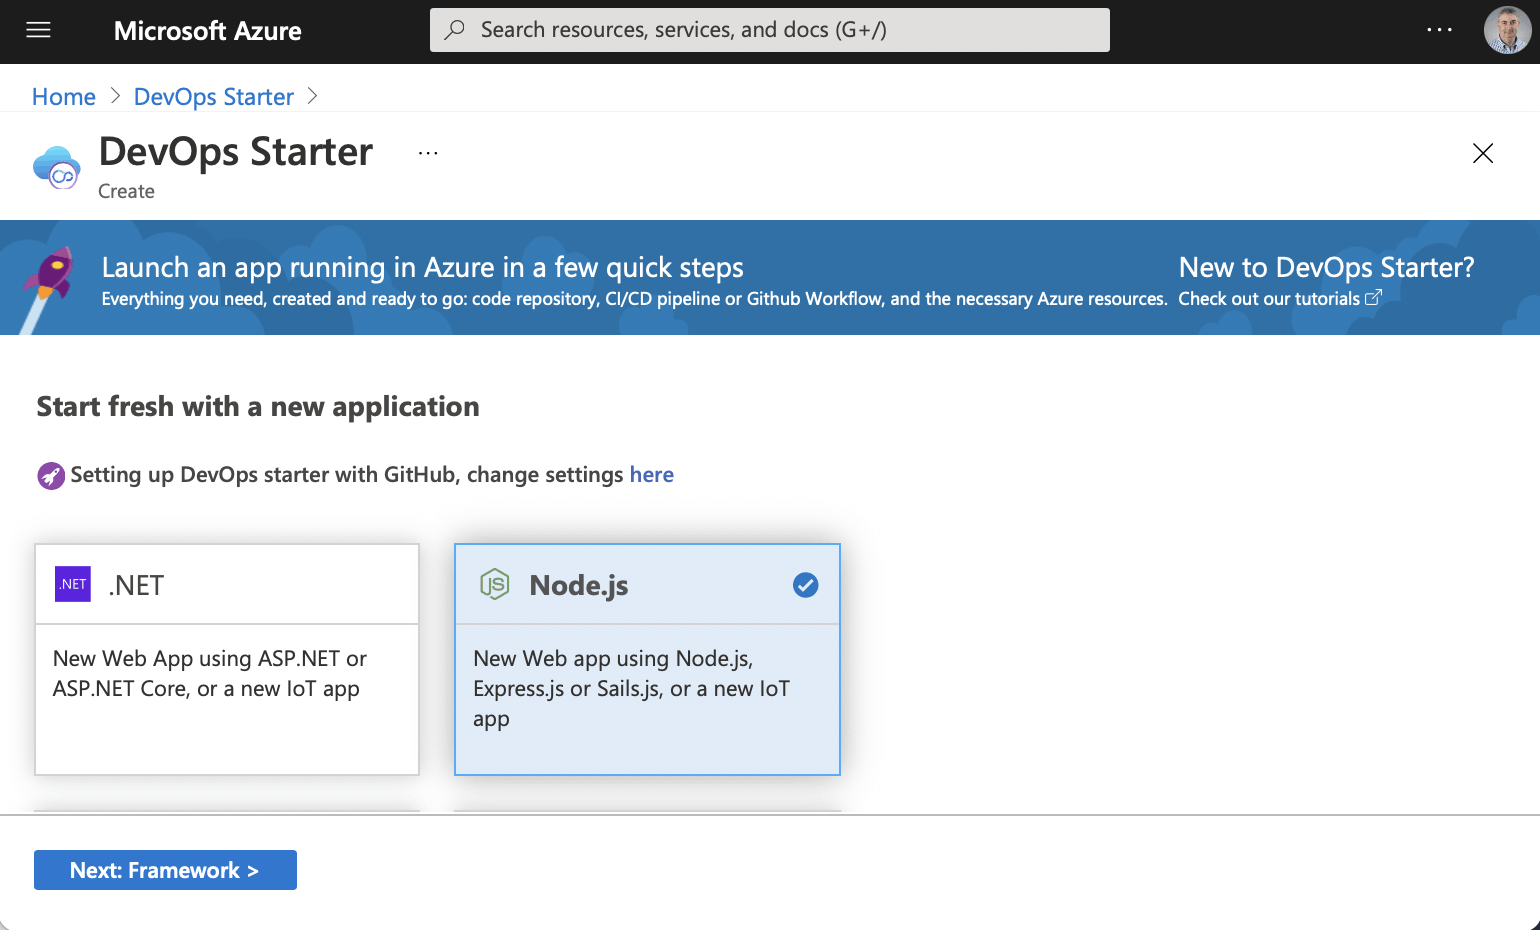 Microsoft Azure
Search resources, services, and docs (G+/)
Home > DevOps Starter >
DevOps Starter ...
Create
Launch an app running in Azure in a few quick steps
Everything you need, created and ready to go: code repository, CI/CD pipeline or Github Workflow, and the necessary Azure resources.
New to DevOps Starter?
Check out our tutorials
Start fresh with a new application
Setting up DevOps starter with GitHub, change settings here
.NET .NET
New Web App using ASP.NET or
ASP.NET Core, or a new IoT app
JS Node.js
New Web app using Node.js,
Express.js or Sails.js, or a new IoT
app
Next: Framework >